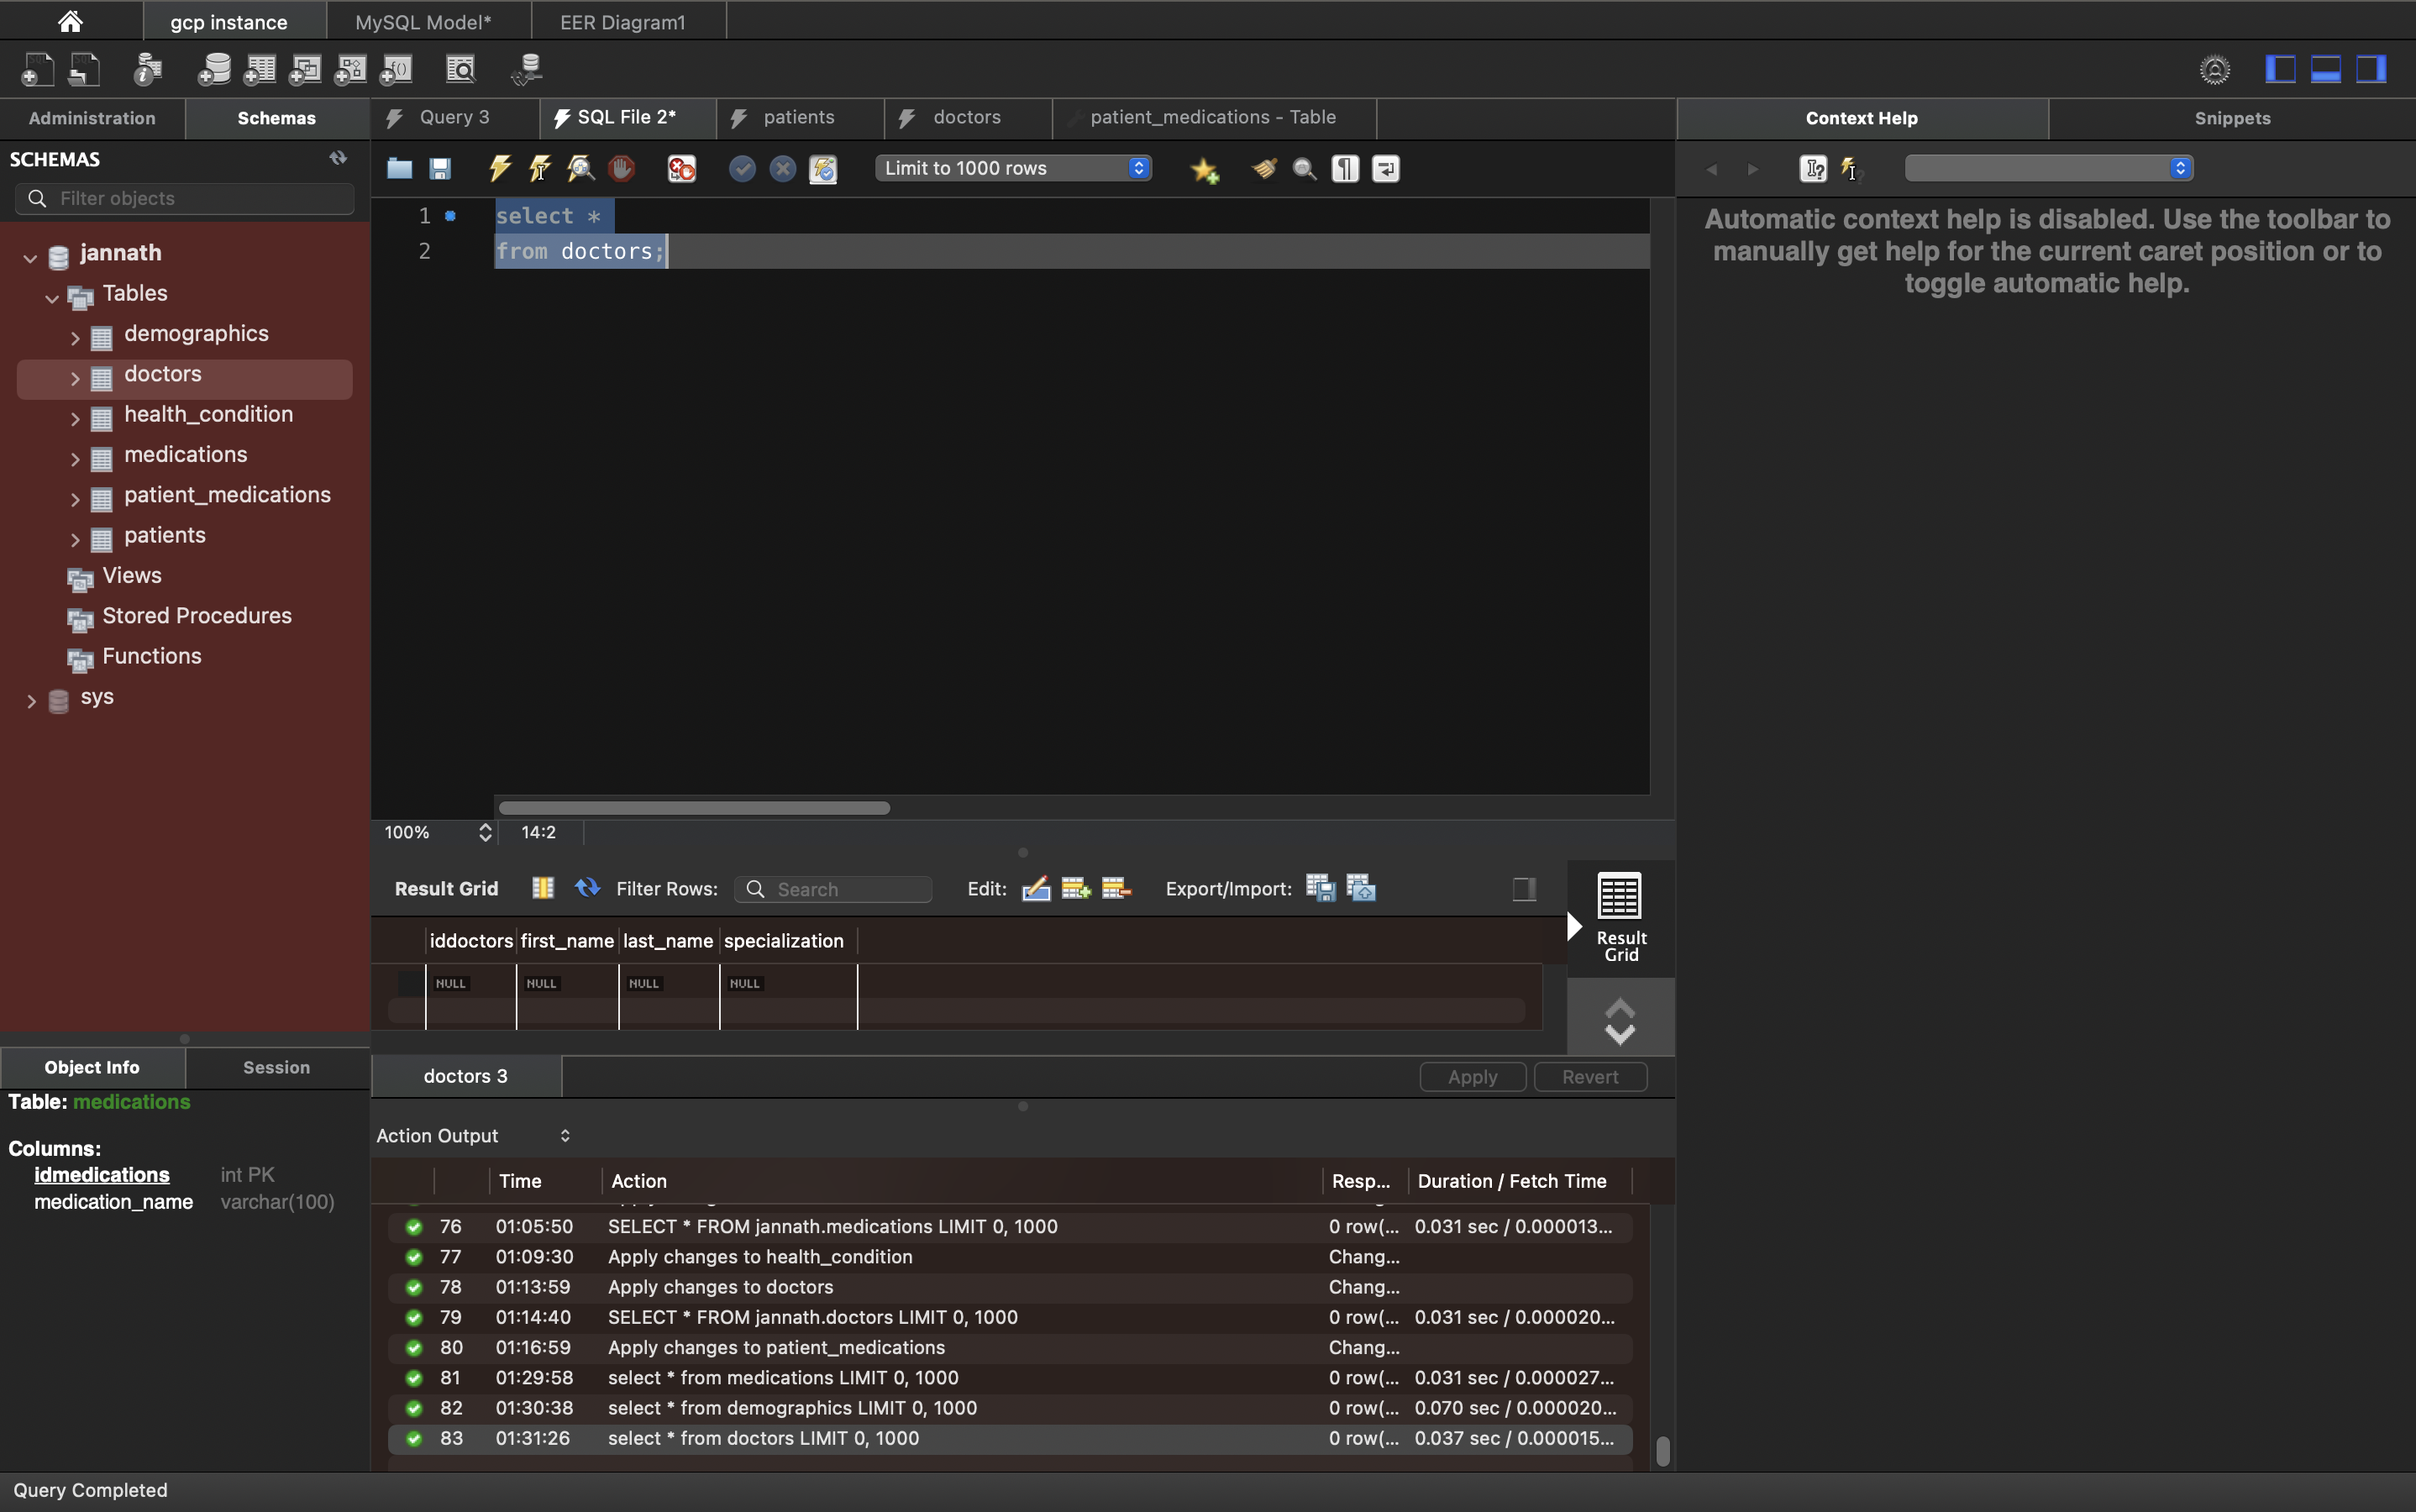 gcp instance MySQL Model* EER Diagram1
Administration Schemas Query 3 SQL File 2* patients doctors patient_medications - Table Context Help Snippets
SCHEMAS
Limit to 1000 rows
Filter objects
1 select *
2 from doctors;
Automatic context help is disabled. Use the toolbar to
manually get help for the current caret position or to
toggle automatic help.
jannath
Tables
demographics
doctors
health_condition
medications
patient_medications
patients
Views
Stored Procedures
Functions
sys
100% 14:2
Result Grid Filter Rows: Search Edit: Export/Import:
Result
Grid
iddoctors first_name last_name specialization
NULL NULL NULL NULL
Object Info Session
doctors 3 Apply Revert
Table: medications
Columns:
idmedications int PK
medication_name varchar(100)
Action Output
Time Action Resp... Duration / Fetch Time
76 01:05:50 SELECT * FROM jannath.medications LIMIT 0, 1000 0 row(... 0.031 sec / 0.000013...
77 01:09:30 Apply changes to health_condition Chang...
78 01:13:59 Apply changes to doctors Chang...
79 01:14:40 SELECT * FROM jannath.doctors LIMIT 0, 1000 0 row(... 0.031 sec / 0.000020...
80 01:16:59 Apply changes to patient_medications Chang...
81 01:29:58 select * from medications LIMIT 0, 1000 0 row(... 0.031 sec / 0.000027...
82 01:30:38 select * from demographics LIMIT 0, 1000 0 row(... 0.070 sec / 0.000020...
83 01:31:26 select * from doctors LIMIT 0, 1000 0 row(... 0.037 sec / 0.000015...
Query Completed